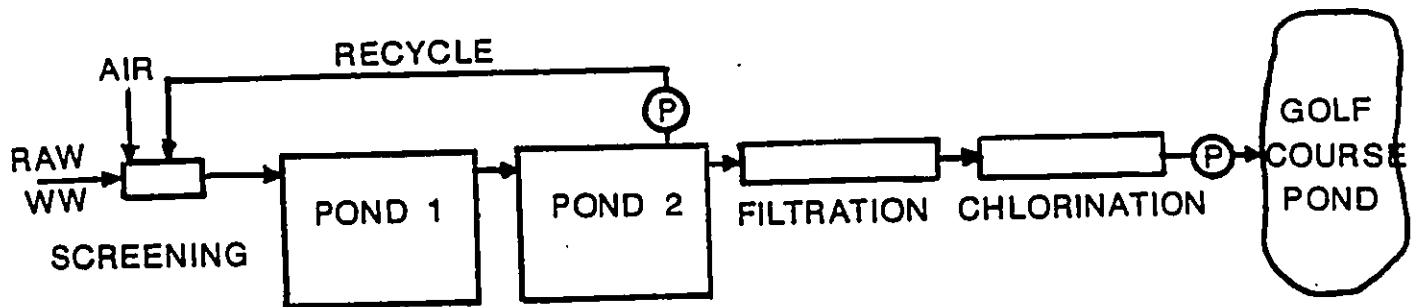 RECYCLE
AIR
P
RAW
WW
SCREENING
POND 1
POND 2
FILTRATION
CHLORINATION
P
GOLF
COURSE
POND